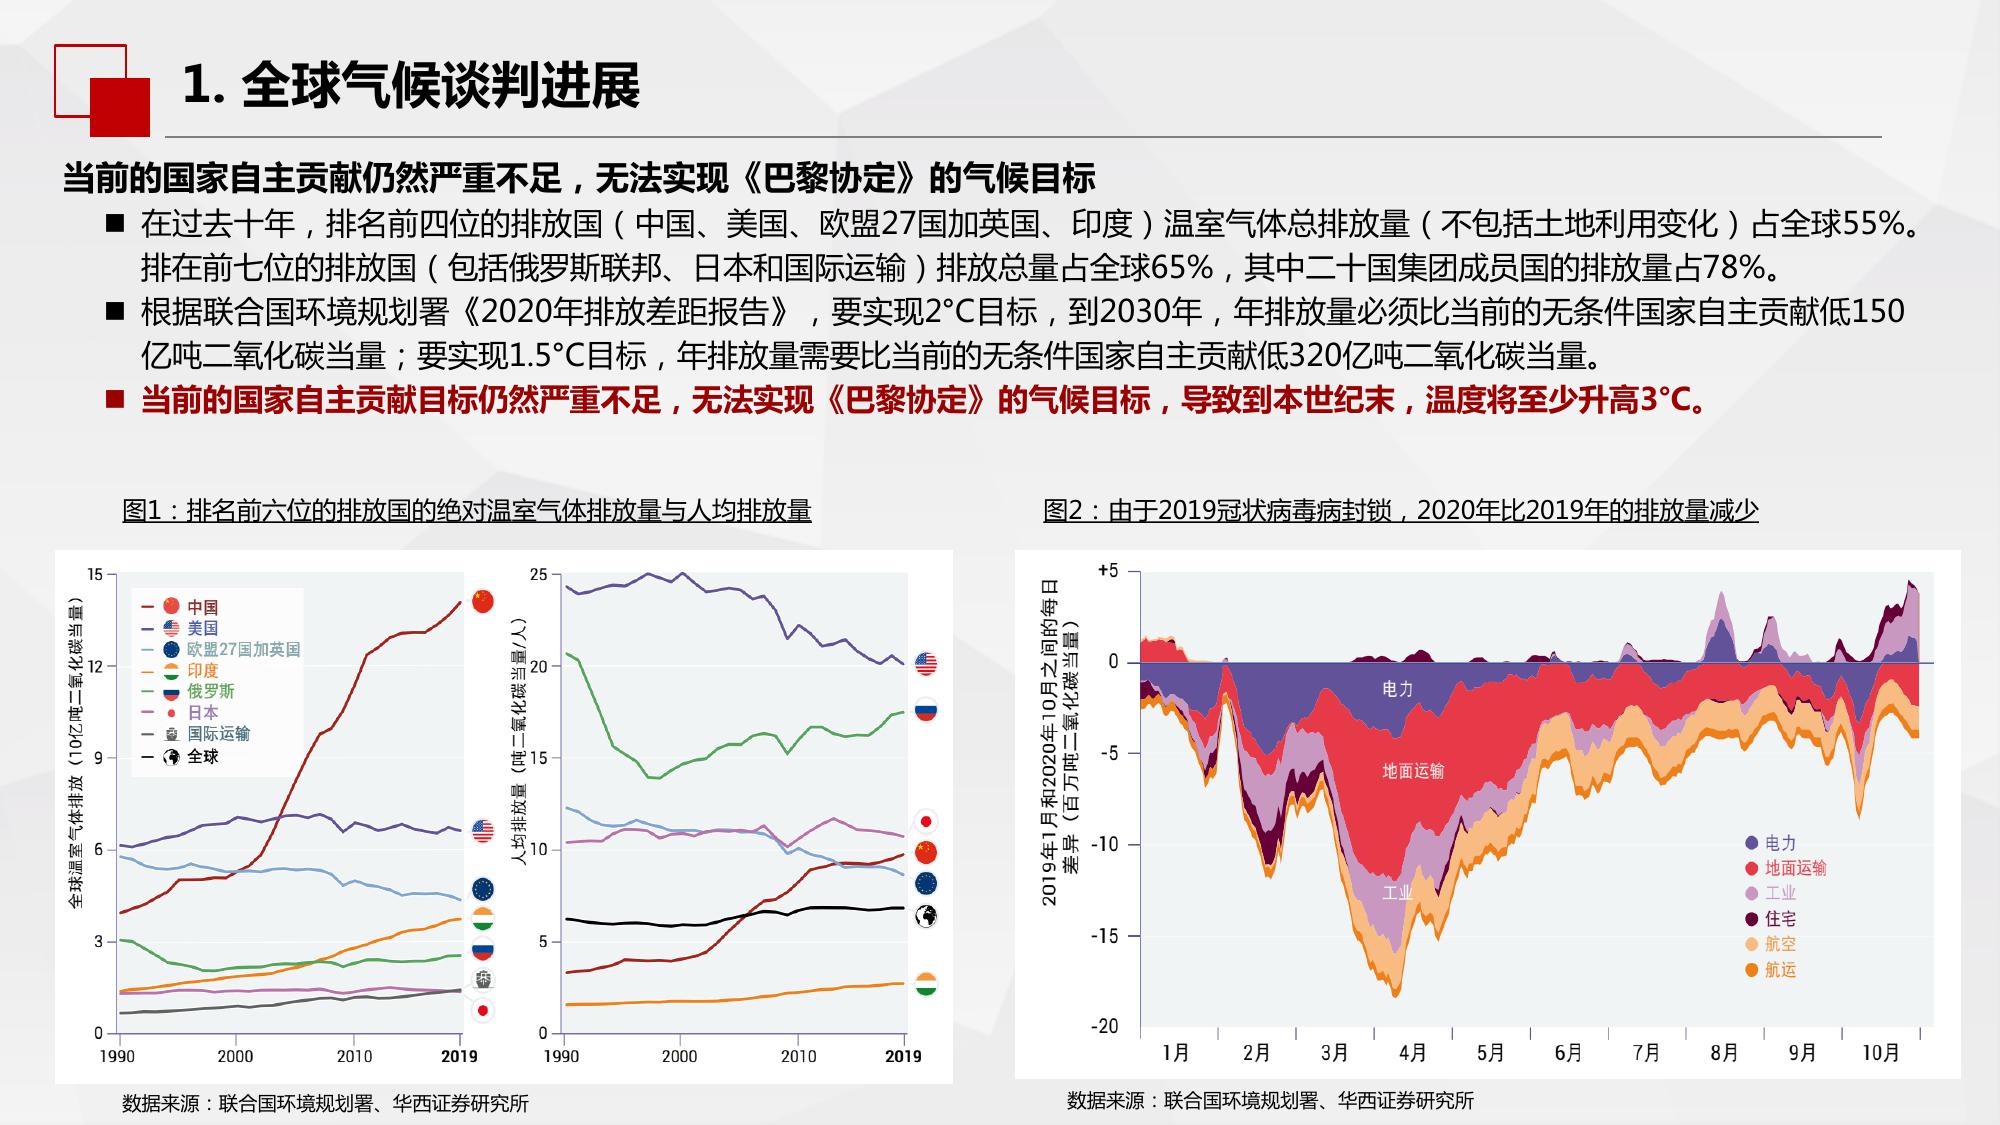 1. 全球气候谈判进展
当前的国家自主贡献仍然严重不足，无法实现《巴黎协定》的气候目标
■ 在过去十年，排名前四位的排放国（中国、美国、欧盟27国加英国、印度）温室气体总排放量（不包括土地利用变化）占全球55%。
排在前七位的排放国（包括俄罗斯联邦、日本和国际运输）排放总量占全球65%，其中二十国集团成员国的排放量占78%。
■ 根据联合国环境规划署《2020年排放差距报告》，要实现2°C目标，到2030年，年排放量必须比当前的无条件国家自主贡献低150
亿吨二氧化碳当量；要实现1.5°C目标，年排放量需要比当前的无条件国家自主贡献低320亿吨二氧化碳当量。
■ 当前的国家自主贡献目标仍然严重不足，无法实现《巴黎协定》的气候目标，导致到本世纪末，温度将至少升高3°C。
图1：排名前六位的排放国的绝对温室气体排放量与人均排放量
全球温室气体排放（10亿吨二氧化碳当量）
15
12
9
6
3
0
中国
美国
欧盟27国加英国
印度
俄罗斯
日本
国际运输
全球
1990
2000
2010
2019
人均排放量（吨二氧化碳当量/人）
25
20
15
10
5
0
1990
2000
2010
2019
数据来源：联合国环境规划署、华西证券研究所
图2：由于2019冠状病毒病封锁，2020年比2019年的排放量减少
2019年1月和2020年10月之间的每日
差异（百万吨二氧化碳当量）
+5
0
-5
-10
-15
-20
电力
地面运输
工业
电力
地面运输
工业
住宅
航空
航运
1月
2月
3月
4月
5月
6月
7月
8月
9月
10月
数据来源：联合国环境规划署、华西证券研究所